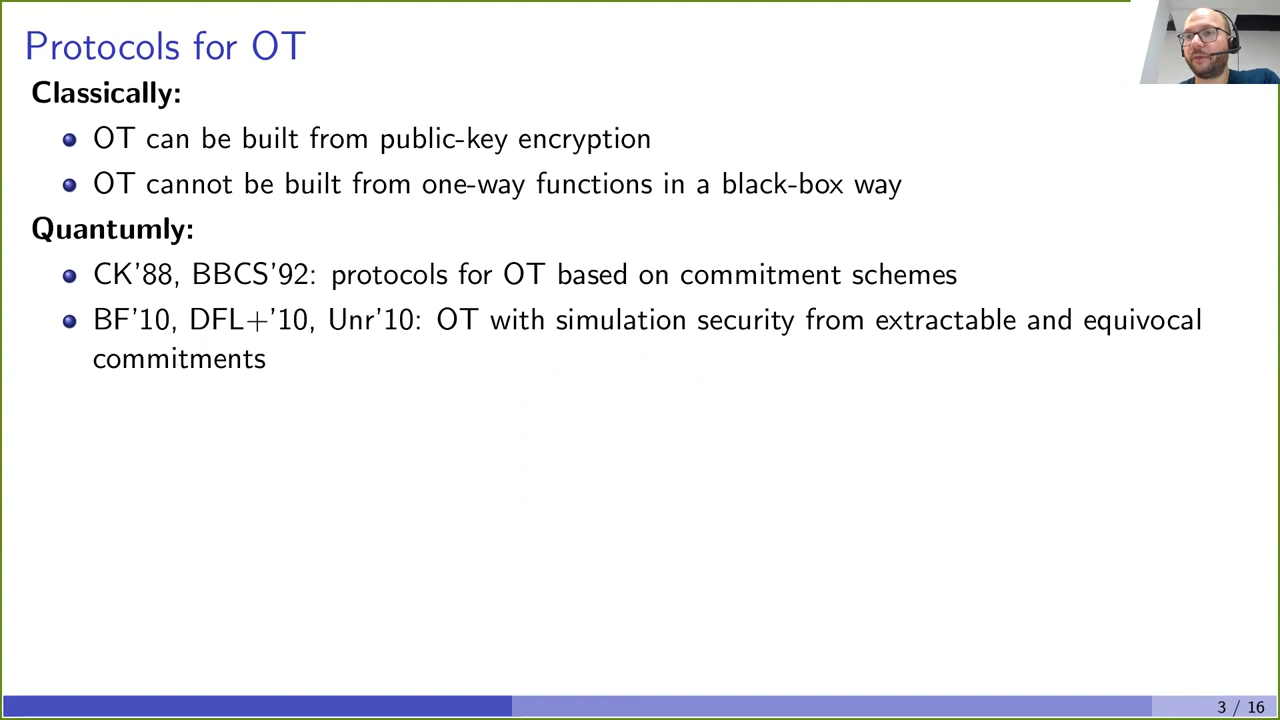 Protocols for OT
Classically:
OT can be built from public-key encryption
OT cannot be built from one-way functions in a black-box way
Quantumly:
CK'88, BBCS'92: protocols for OT based on commitment schemes
BF'10, DFL+'10, Unr'10: OT with simulation security from extractable and equivocal
commitments
3 / 16